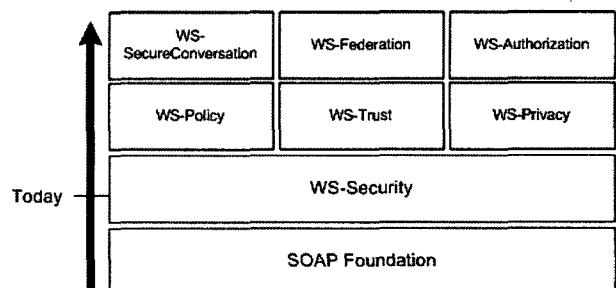 WS-
SecureConversation
WS-Federation
WS-Authorization
WS-Policy
WS-Trust
WS-Privacy
Today
WS-Security
SOAP Foundation